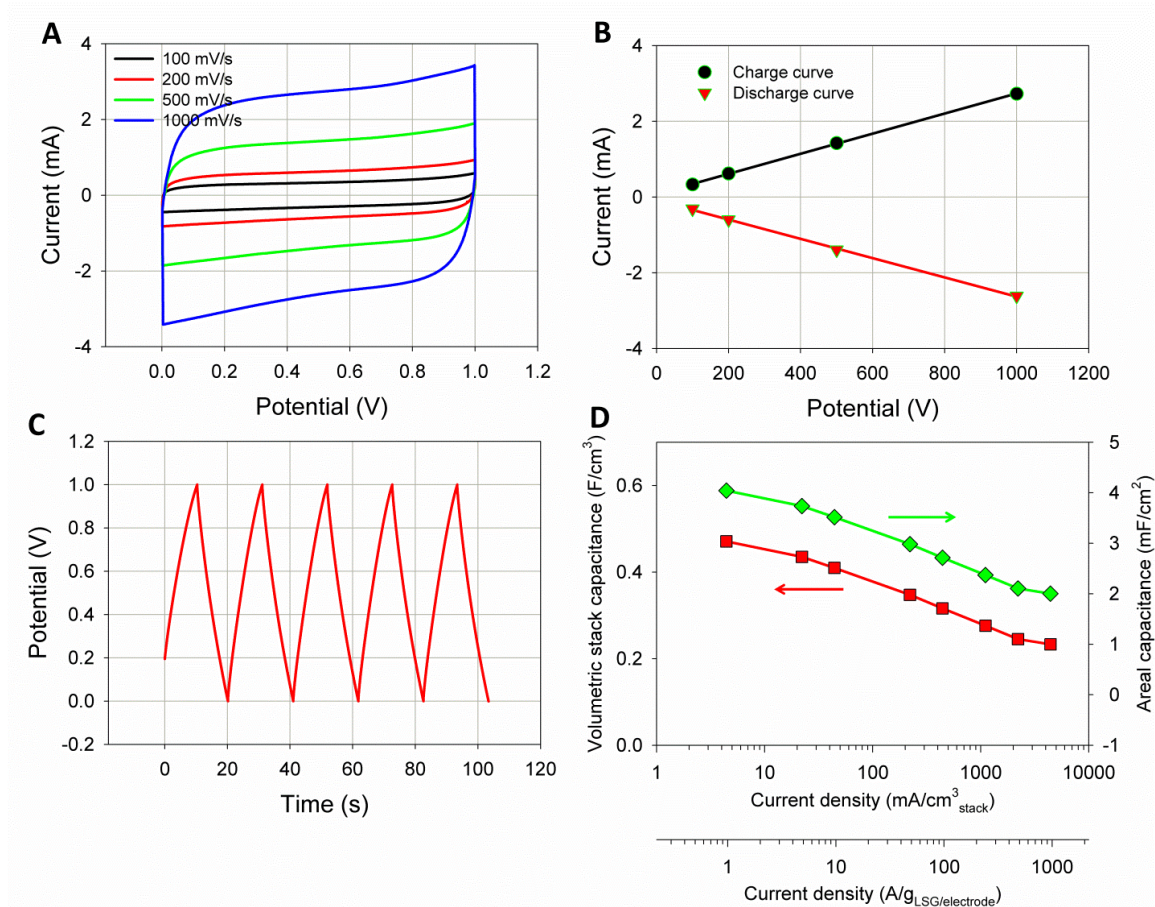 A
4
2
0
-2
-4
Current (mA)
100 mV/s
200 mV/s
500 mV/s
1000 mV/s
0.0 0.2 0.4 0.6 0.8 1.0 1.2
Potential (V)
B
4
2
0
-2
-4
Current (mA)
Charge curve
Discharge curve
0 200 400 600 800 1000 1200
Potential (V)
C
1.2
1.0
0.8
0.6
0.4
0.2
0.0
-0.2
Potential (V)
0 20 40 60 80 100 120
Time (s)
D
Volumetric stack capacitance (F/cm³)
0.6
0.4
0.2
0.0
5
4
3
2
1
0
-1
Areal capacitance (mF/cm²)
1 10 100 1000 10000
Current density (mA/cm³stack)
1 10 100 1000
Current density (A/gLSG/electrode)